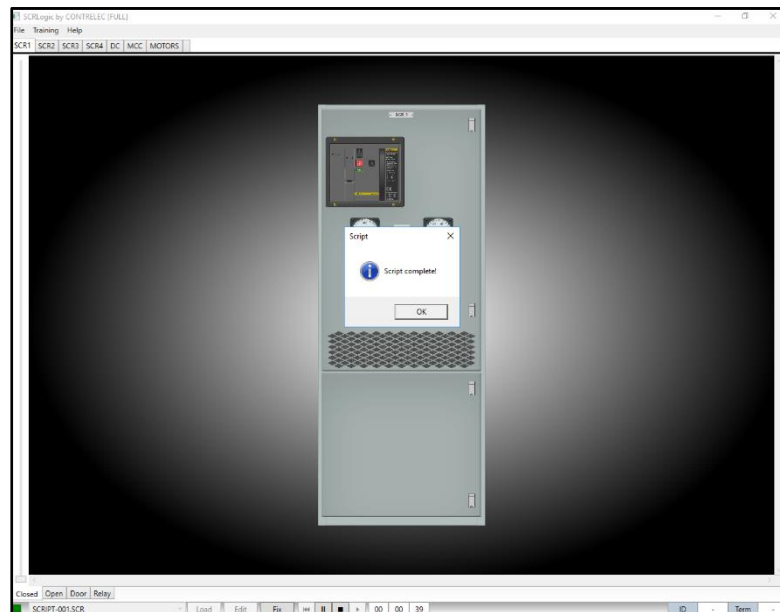 SCRLogic by CONTRELEC [FULL]
File Training Help
SCR1 SCR2 SCR3 SCR4 DC MCC MOTORS
SCR 1
Script
Script complete!
OK
Closed Open Door Relay
SCRIPT-001.SCR Load Edit Fix 00 00 39 ID - Term -